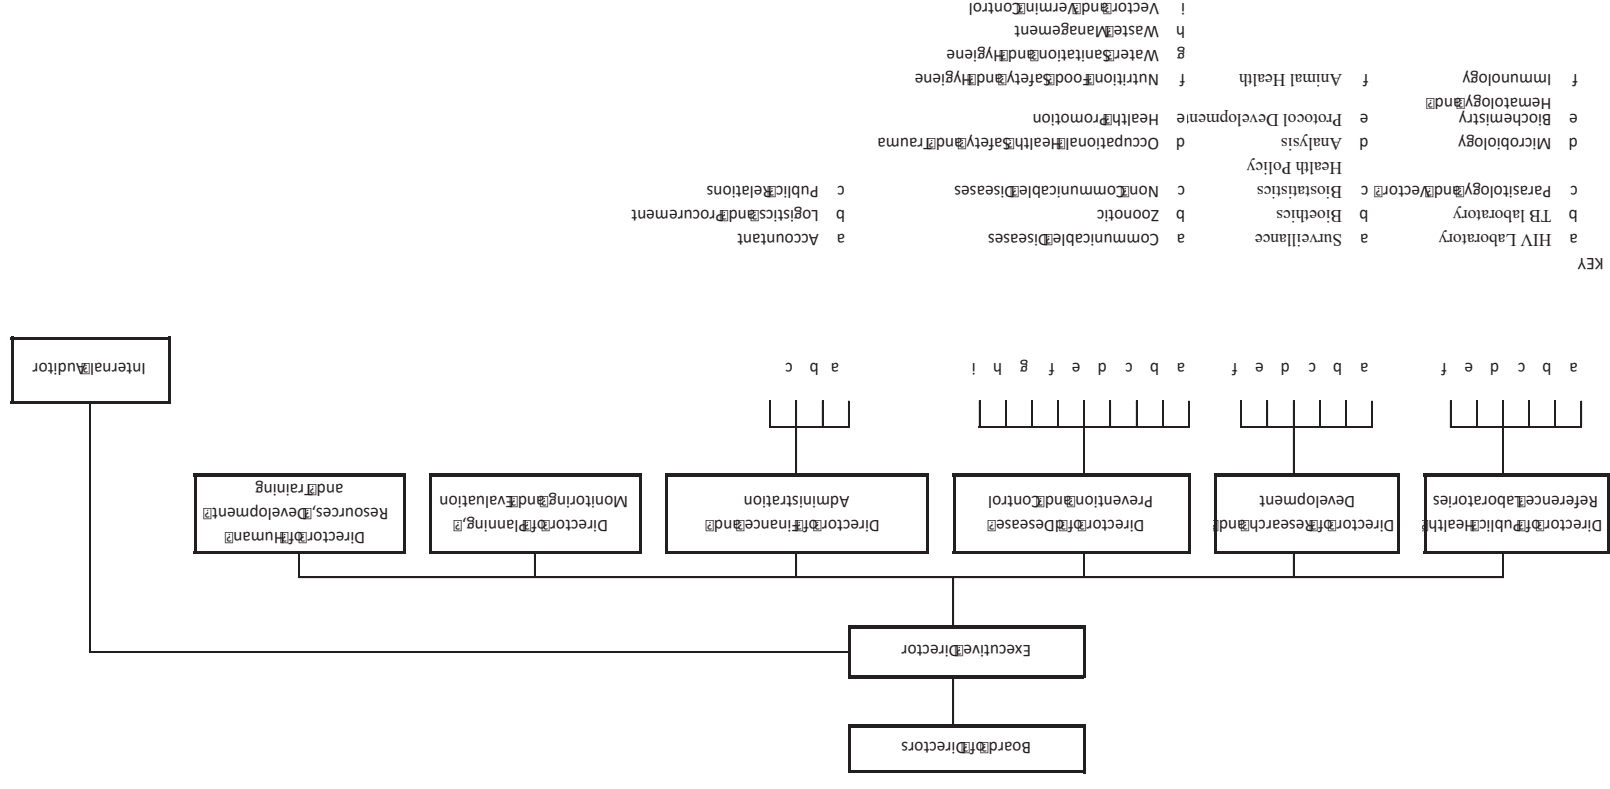 Board of Directors
Executive Director
Director of Public Health
Reference Laboratories
Director of Research and
Development
Director of dDesease
Prevention and Control
Director of Finance and
Administration
Director of Planning,
Monitoring and Evaluation
Director of Human
Resources, Development
and Training
Internal Auditor
a b c d e f
a b c d e f
a b c d e f g h i
a b c
KEY
a HIV Laboratory
b TB laboratory
c Parasitology and Vector
d Microbiology
e Biochemistry
Hematology and
f Immunology
a Surveillance
b Bioethics
c Biostatistics
Health Policy
d Analysis
e Protocol Development
f Animal Health
a Communicable Diseases
b Zoonotic
c Non Communicable Diseases
d Occupational Health Safety and Trauma
e Health Promotion
f Nutrition Food Safety and Hygiene
g Water Sanitation and Hygiene
h Waste Management
i Vector and Vermin Control
a Accountant
b Logistics and Procurement
c Public Relations